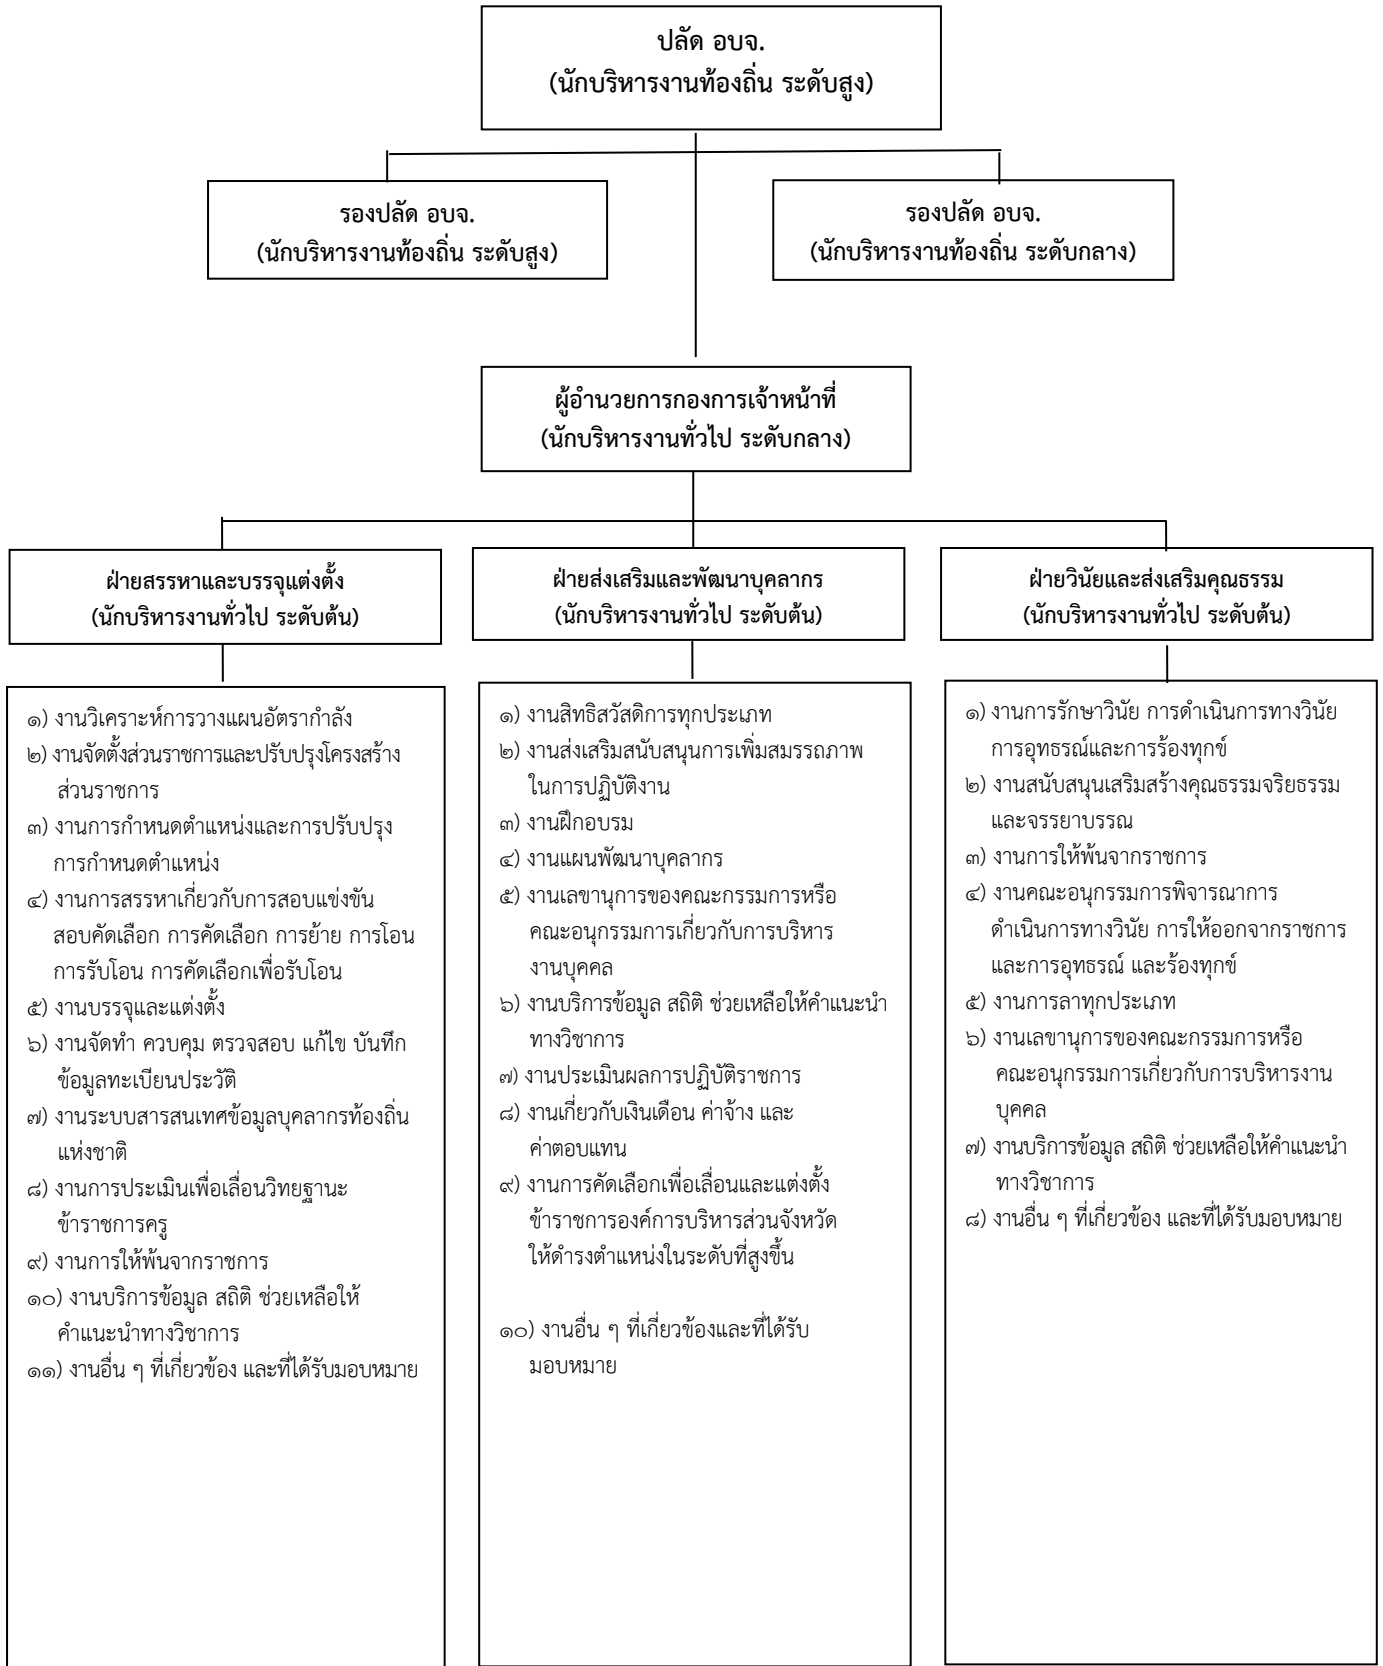 ปลัด อบจ.
(นักบริหารงานท้องถิ่น ระดับสูง)
รองปลัด อบจ.
(นักบริหารงานท้องถิ่น ระดับสูง)
รองปลัด อบจ.
(นักบริหารงานท้องถิ่น ระดับกลาง)
ผู้อำนวยการกองการเจ้าหน้าที่
(นักบริหารงานทั่วไป ระดับกลาง)
ฝ่ายสรรหาและบรรจุแต่งตั้ง
(นักบริหารงานทั่วไป ระดับต้น)
ฝ่ายส่งเสริมและพัฒนาบุคลากร
(นักบริหารงานทั่วไป ระดับต้น)
ฝ่ายวินัยและส่งเสริมคุณธรรม
(นักบริหารงานทั่วไป ระดับต้น)
๑) งานวิเคราะห์การวางแผนอัตรากำลัง
๒) งานจัดตั้งส่วนราชการและปรับปรุงโครงสร้าง
ส่วนราชการ
๓) งานการกำหนดตำแหน่งและการปรับปรุง
การกำหนดตำแหน่ง
๔) งานการสรรหาเกี่ยวกับการสอบแข่งขัน
สอบคัดเลือก การคัดเลือก การย้าย การโอน
การรับโอน การคัดเลือกเพื่อรับโอน
๕) งานบรรจุและแต่งตั้ง
๖) งานจัดทำ ควบคุม ตรวจสอบ แก้ไข บันทึก
ข้อมูลทะเบียนประวัติ
๗) งานระบบสารสนเทศข้อมูลบุคลากรท้องถิ่น
แห่งชาติ
๘) งานการประเมินเพื่อเลื่อนวิทยฐานะ
ข้าราชการครู
๙) งานการให้พ้นจากราชการ
๑๐) งานบริการข้อมูล สถิติ ช่วยเหลือให้
คำแนะนำทางวิชาการ
๑๑) งานอื่น ๆ ที่เกี่ยวข้อง และที่ได้รับมอบหมาย
๑) งานสิทธิสวัสดิการทุกประเภท
๒) งานส่งเสริมสนับสนุนการเพิ่มสมรรถภาพ
ในการปฏิบัติงาน
๓) งานฝึกอบรม
๔) งานแผนพัฒนาบุคลากร
๕) งานเลขานุการของคณะกรรมการหรือ
คณะอนุกรรมการเกี่ยวกับการบริหาร
งานบุคคล
๖) งานบริการข้อมูล สถิติ ช่วยเหลือให้คำแนะนำ
ทางวิชาการ
๗) งานประเมินผลการปฏิบัติราชการ
๘) งานเกี่ยวกับเงินเดือน ค่าจ้าง และ
ค่าตอบแทน
๙) งานการคัดเลือกเพื่อเลื่อนและแต่งตั้ง
ข้าราชการองค์การบริหารส่วนจังหวัด
ให้ดำรงตำแหน่งในระดับที่สูงขึ้น
๑๐) งานอื่น ๆ ที่เกี่ยวข้องและที่ได้รับ
มอบหมาย
๑) งานการรักษาวินัย การดำเนินการทางวินัย
การอุทธรณ์และการร้องทุกข์
๒) งานสนับสนุนเสริมสร้างคุณธรรมจริยธรรม
และจรรยาบรรณ
๓) งานการให้พ้นจากราชการ
๔) งานคณะอนุกรรมการพิจารณาการ
ดำเนินการทางวินัย การให้ออกจากราชการ
และการอุทธรณ์ และร้องทุกข์
๕) งานการลาทุกประเภท
๖) งานเลขานุการของคณะกรรมการหรือ
คณะอนุกรรมการเกี่ยวกับการบริหารงาน
บุคคล
๗) งานบริการข้อมูล สถิติ ช่วยเหลือให้คำแนะนำ
ทางวิชาการ
๘) งานอื่น ๆ ที่เกี่ยวข้อง และที่ได้รับมอบหมาย